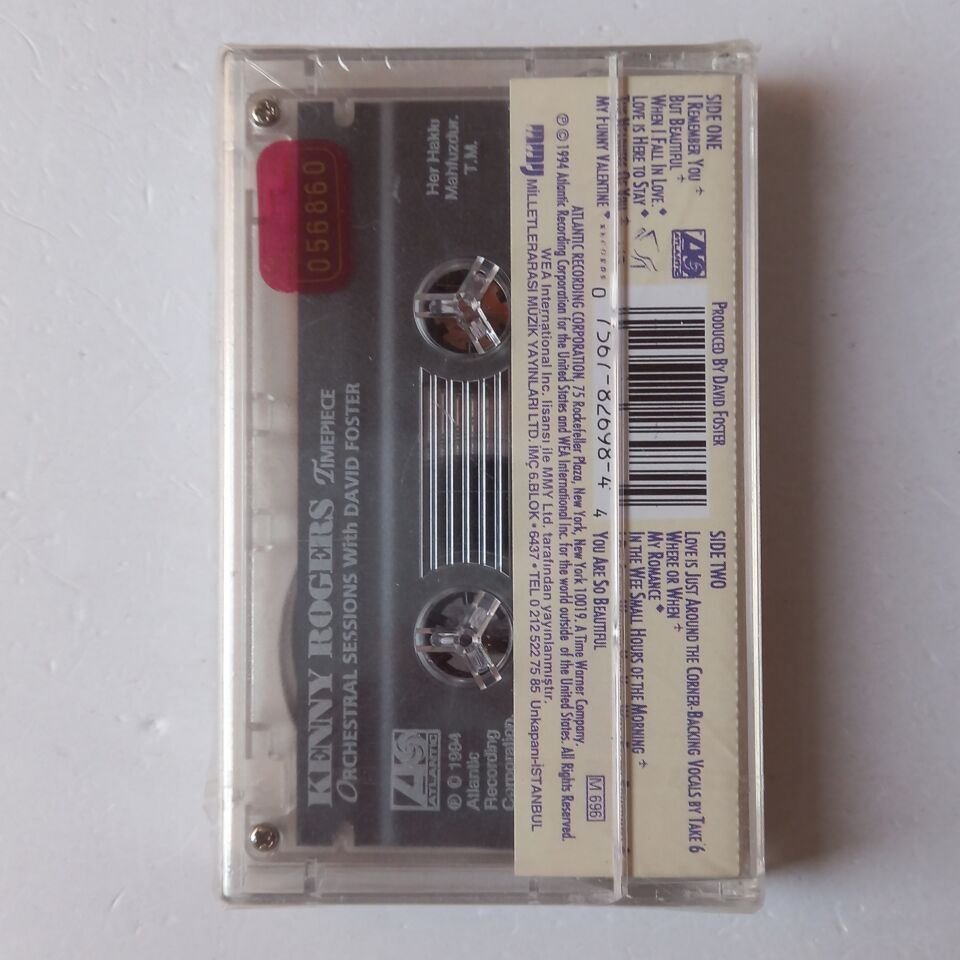 SIDE ONE
I REMEMBER YOU +
BUT BEAUTIFUL +
WHEN I FALL IN LOVE. ♦
LOVE IS HERE TO STAY ♦
MY FUNNY VALENTINE ♦
ATLANTIC
RECORDS
PRODUCED BY DAVID FOSTER
0 7567-82698-4 4
SIDE TWO
LOVE IS JUST AROUND THE CORNER-BACKING VOCALS BY TAKE 6
WHERE OR WHEN +
MY ROMANCE ♦
IN THE WEE SMALL HOURS OF THE MORNING +
YOU ARE SO BEAUTIFUL
M 696
ATLANTIC RECORDING CORPORATION, 75 Rockefeller Plaza, New York, New York 10019. A Time Warner Company.
℗ © 1994 Atlantic Recording Corporation for the United States and WEA International Inc. for the world outside of the United States. All Rights Reserved.
WEA International Inc. lisansı ile MMY Ltd. tarafından yayınlanmıştır.
mmy MİLLETLERARASI MÜZİK YAYINLARI LTD. İMÇ 6.BLOK • 6437 • TEL 0 212 522 75 85 Unkapanı-İSTANBUL
Her Hakkı
Mahfuzdur.
T.M.
056860
KENNY ROGERS TIMEPIECE
ORCHESTRAL SESSIONS With DAVID FOSTER
ATLANTIC
℗ © 1994
Atlantic
Recording
Corporation